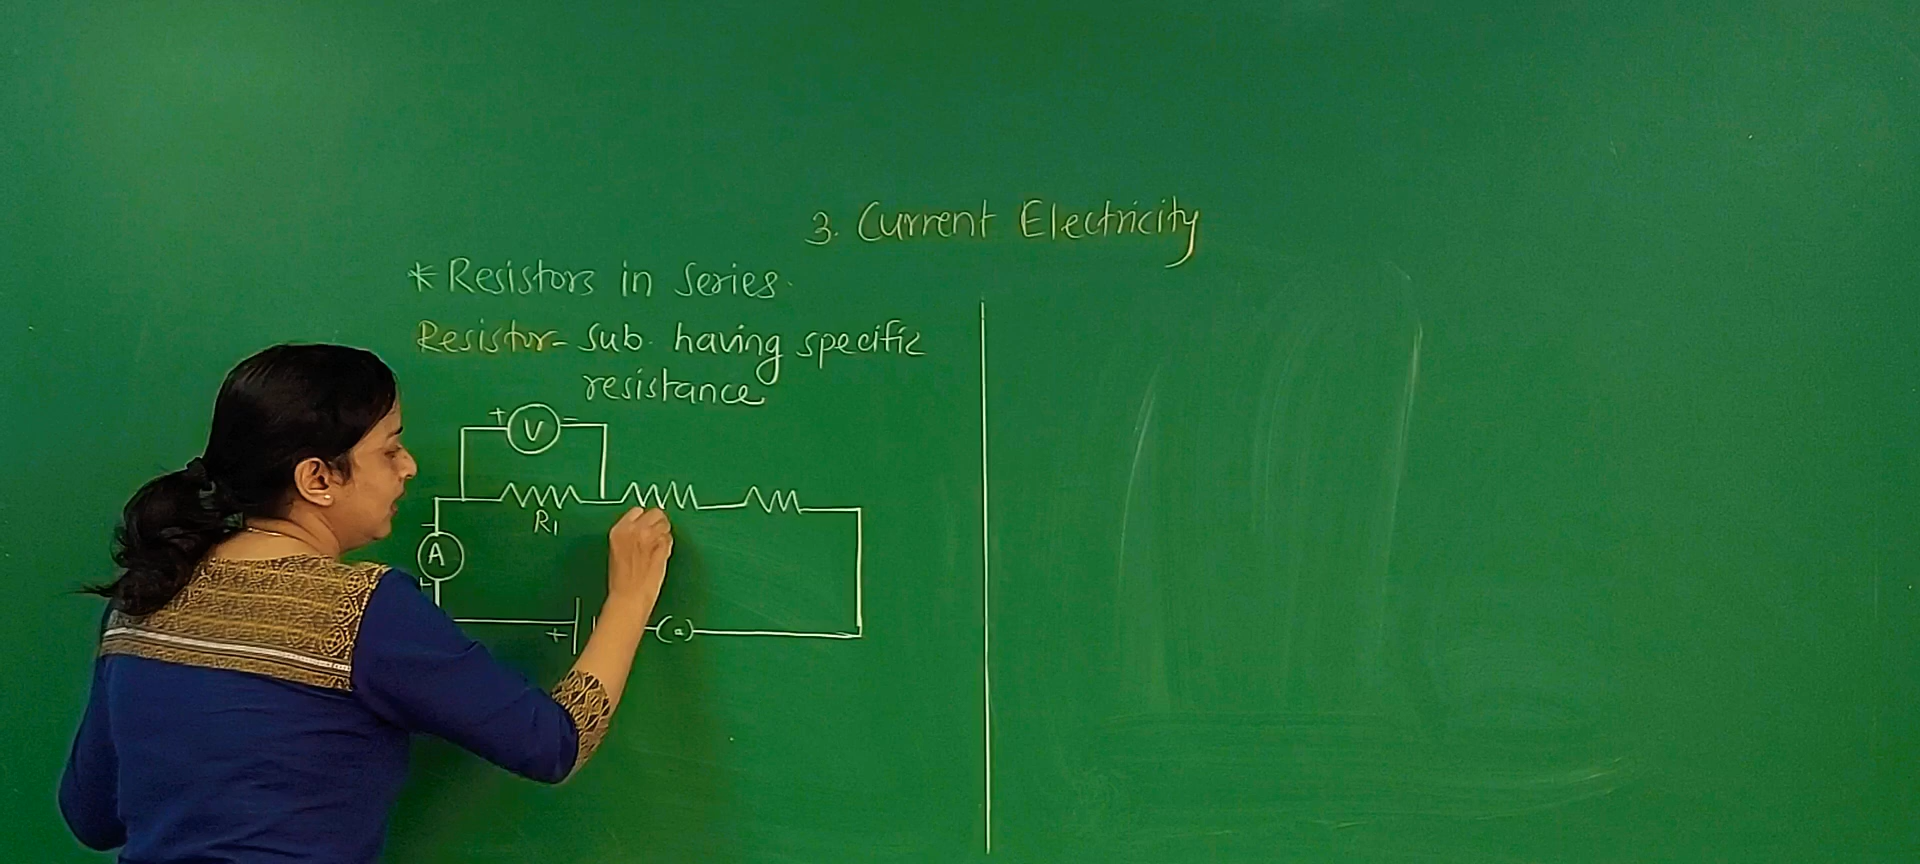 3. Current Electricity
* Resistors in Series.
Resistor - Sub. having specific
resistance
+ V -
R1
A
+